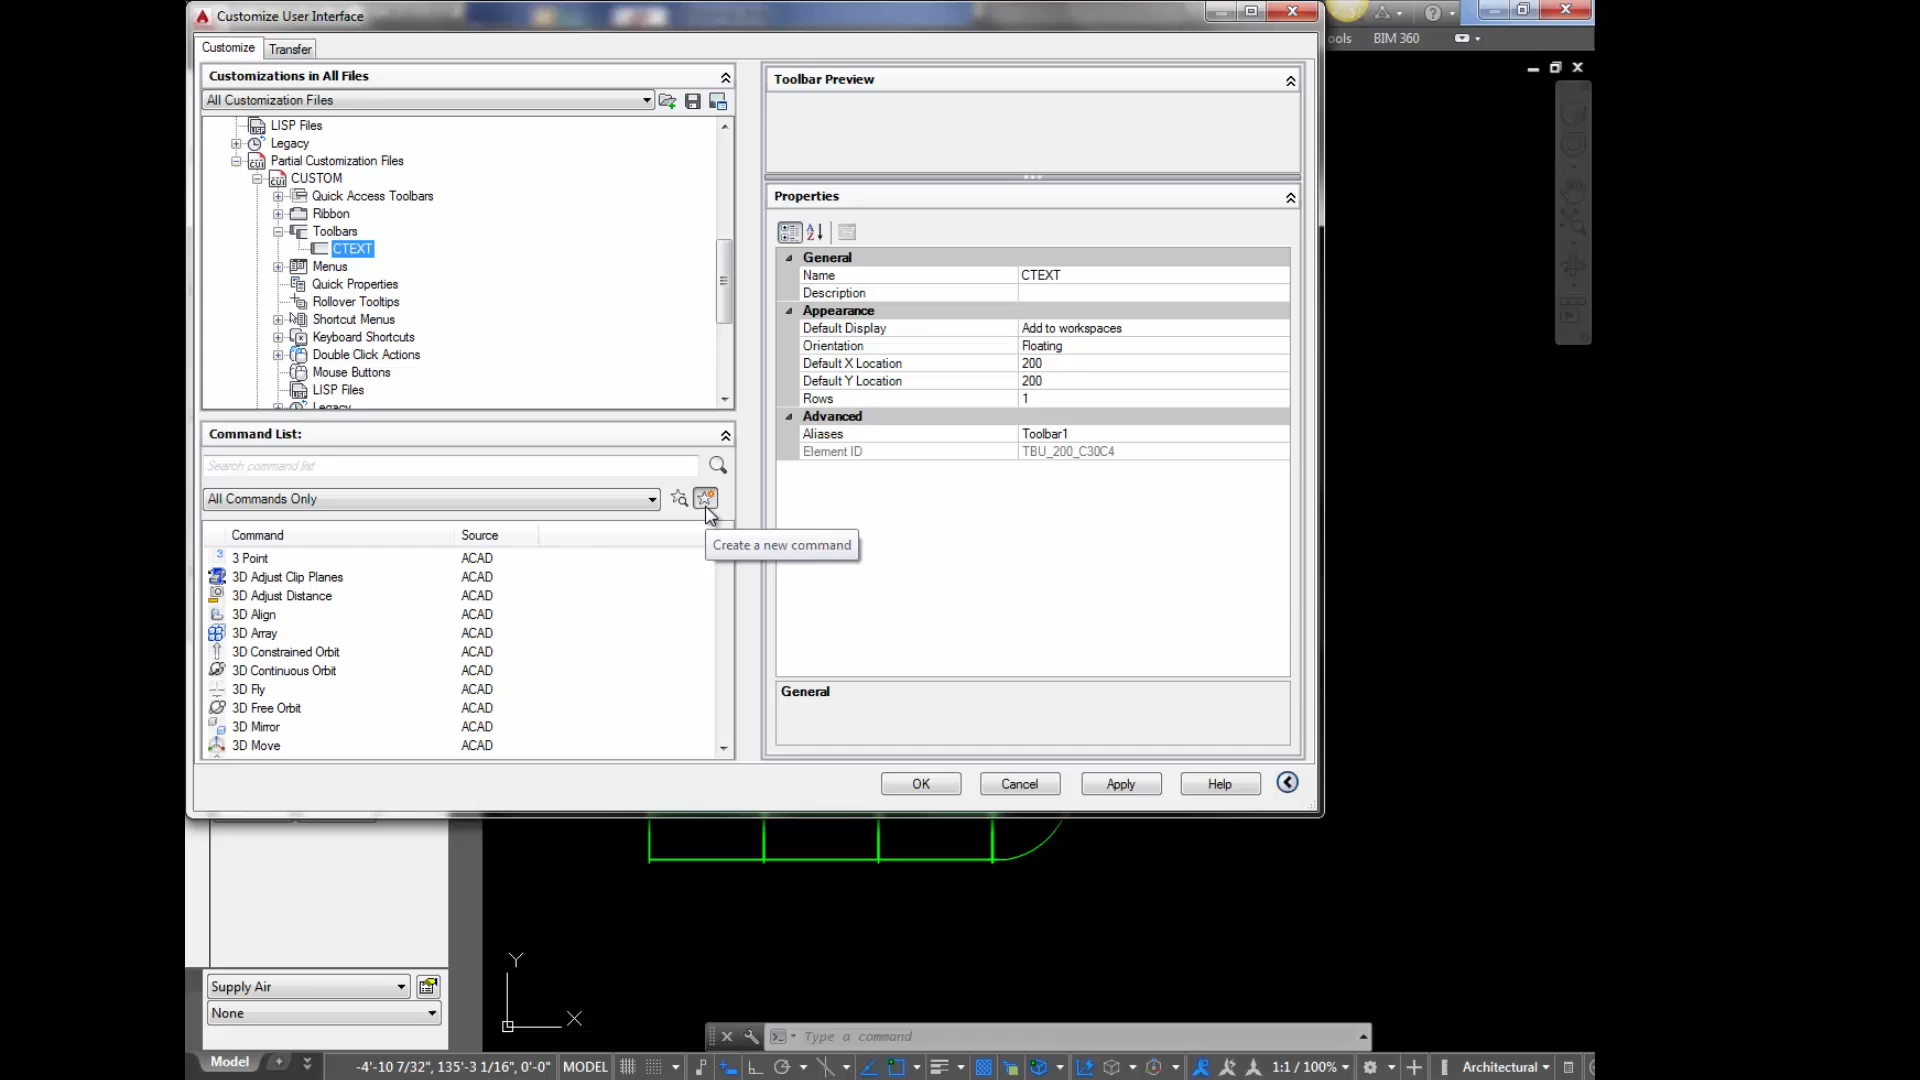 Customize User Interface
ools BIM 360
Customize Transfer
Customizations in All Files
All Customization Files
LISP Files
Legacy
Partial Customization Files
CUSTOM
Quick Access Toolbars
Ribbon
Toolbars
CTEXT
Menus
Quick Properties
Rollover Tooltips
Shortcut Menus
Keyboard Shortcuts
Double Click Actions
Mouse Buttons
LISP Files
Legacy
Command List:
Search command list
All Commands Only
Command Source
3 Point ACAD
3D Adjust Clip Planes ACAD
3D Adjust Distance ACAD
3D Align ACAD
3D Array ACAD
3D Constrained Orbit ACAD
3D Continuous Orbit ACAD
3D Fly ACAD
3D Free Orbit ACAD
3D Mirror ACAD
3D Move ACAD
Create a new command
Toolbar Preview
Properties
General
Name CTEXT
Description
Appearance
Default Display Add to workspaces
Orientation Floating
Default X Location 200
Default Y Location 200
Rows 1
Advanced
Aliases Toolbar1
Element ID TBU_200_C30C4
General
OK Cancel Apply Help
Supply Air
None
Y
X
Type a command
Model
-4'-10 7/32", 135'-3 1/16", 0'-0" MODEL 1:1 / 100% Architectural